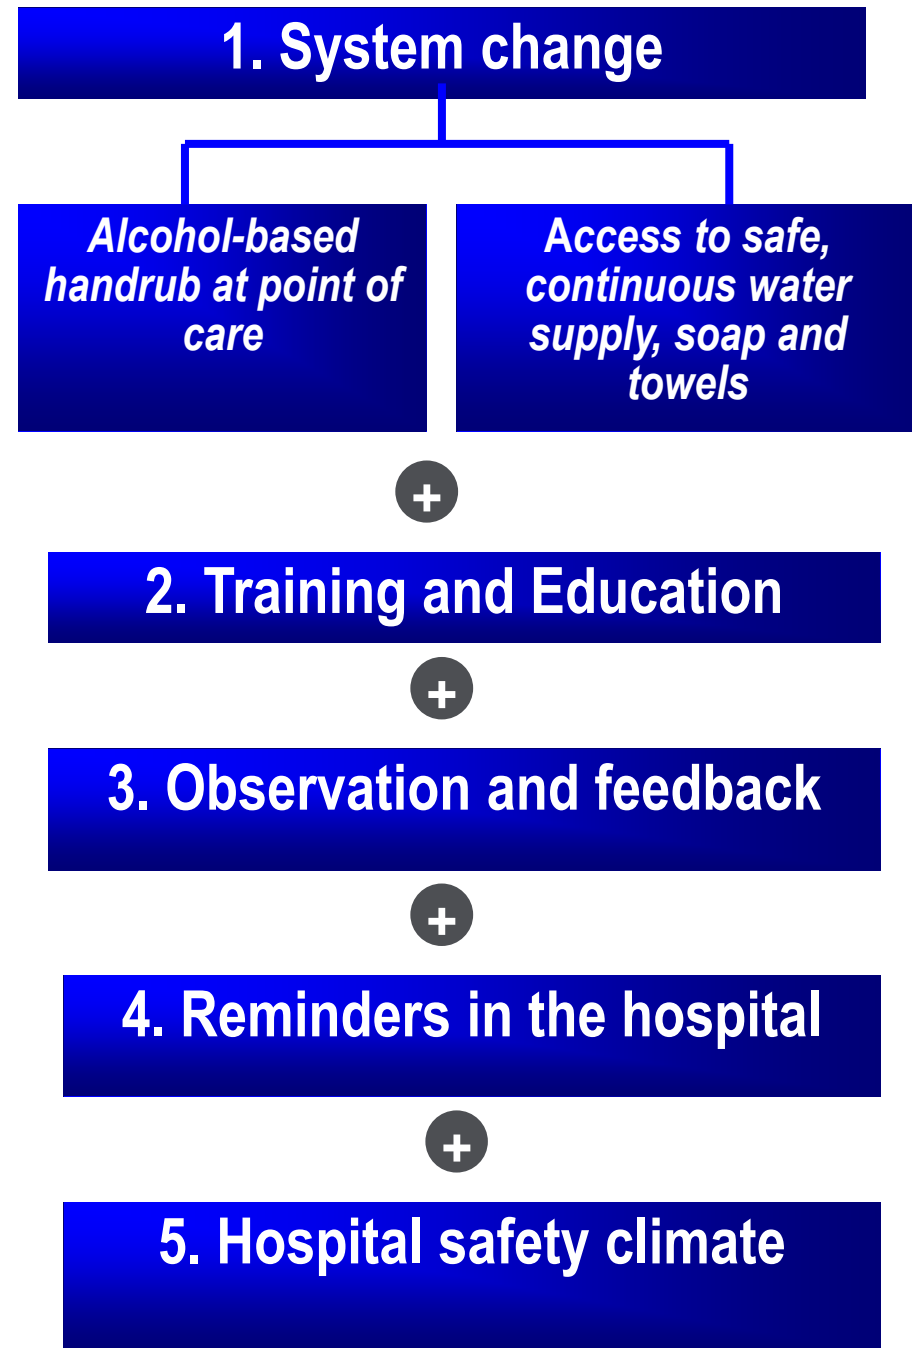 1. System change
Alcohol-based
handrub at point of
care
Access to safe,
continuous water
supply, soap and
towels
+
2. Training and Education
+
3. Observation and feedback
+
4. Reminders in the hospital
+
5. Hospital safety climate